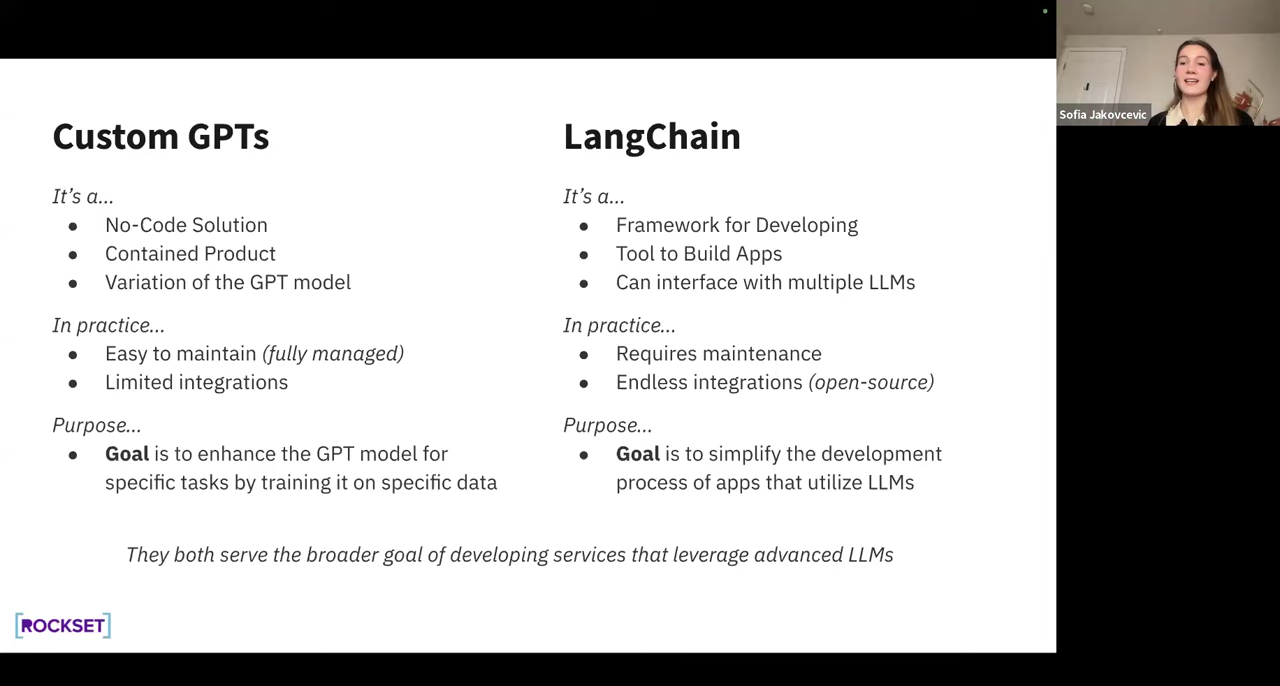 Custom GPTs
It's a...
● No-Code Solution
● Contained Product
● Variation of the GPT model
In practice...
● Easy to maintain (fully managed)
● Limited integrations
Purpose...
● Goal is to enhance the GPT model for
specific tasks by training it on specific data
LangChain
It's a...
● Framework for Developing
● Tool to Build Apps
● Can interface with multiple LLMs
In practice...
● Requires maintenance
● Endless integrations (open-source)
Purpose...
● Goal is to simplify the development
process of apps that utilize LLMs
They both serve the broader goal of developing services that leverage advanced LLMs
[ROCKSET]
Sofia Jakovcevic